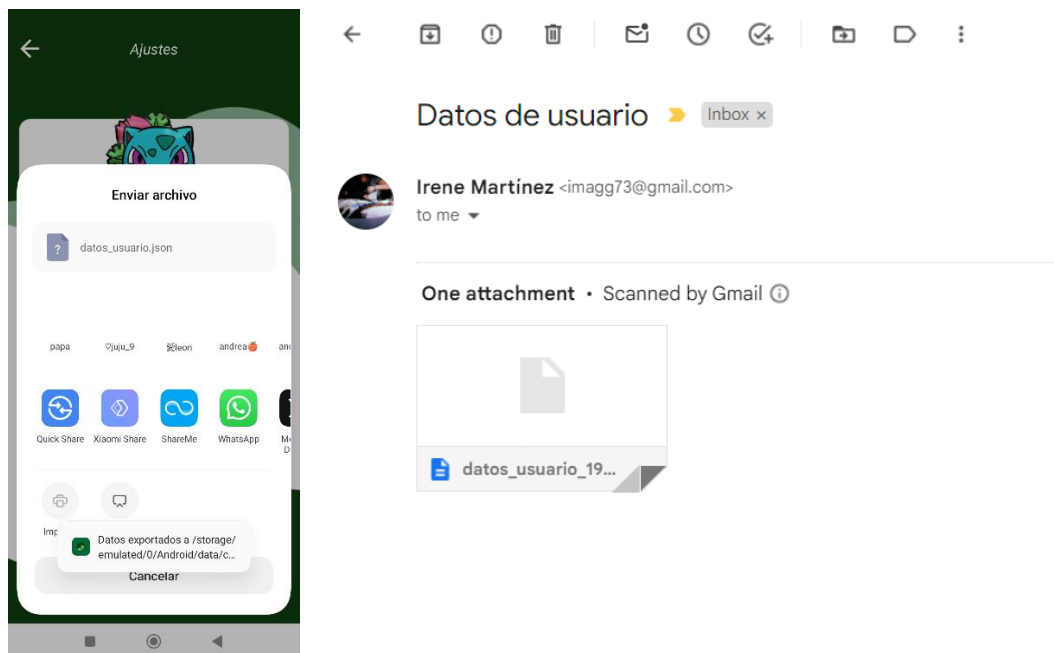 Ajustes
Enviar archivo
datos_usuario.json
papa
♡juju_9
leon
andrea🍑
Quick Share
Xiaomi Share
ShareMe
WhatsApp
Datos exportados a /storage/
emulated/0/Android/data/c...
Cancelar
Datos de usuario
Inbox ×
Irene Martínez <imagg73@gmail.com>
to me
One attachment • Scanned by Gmail
datos_usuario_19...